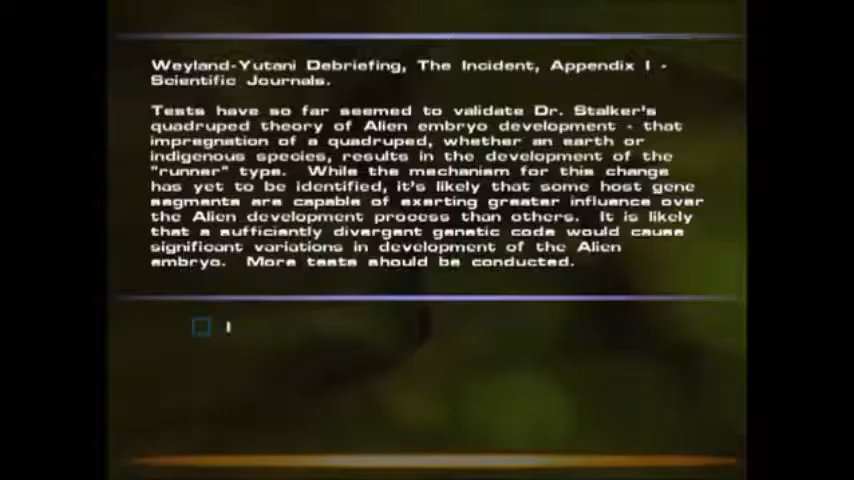 Weyland-Yutani Debriefing, The Incident, Appendix I -
Scientific Journals.
Tests have so far seemed to validate Dr. Stalker's
quadruped theory of Alien embryo development - that
impregnation of a quadruped, whether an earth or
indigenous species, results in the development of the
"runner" type. While the mechanism for this change
has yet to be identified, it's likely that some host gene
segments are capable of exerting greater influence over
the Alien development process than others. It is likely
that a sufficiently divergent genetic code would cause
significant variations in development of the Alien
embryo. More tests should be conducted.
I